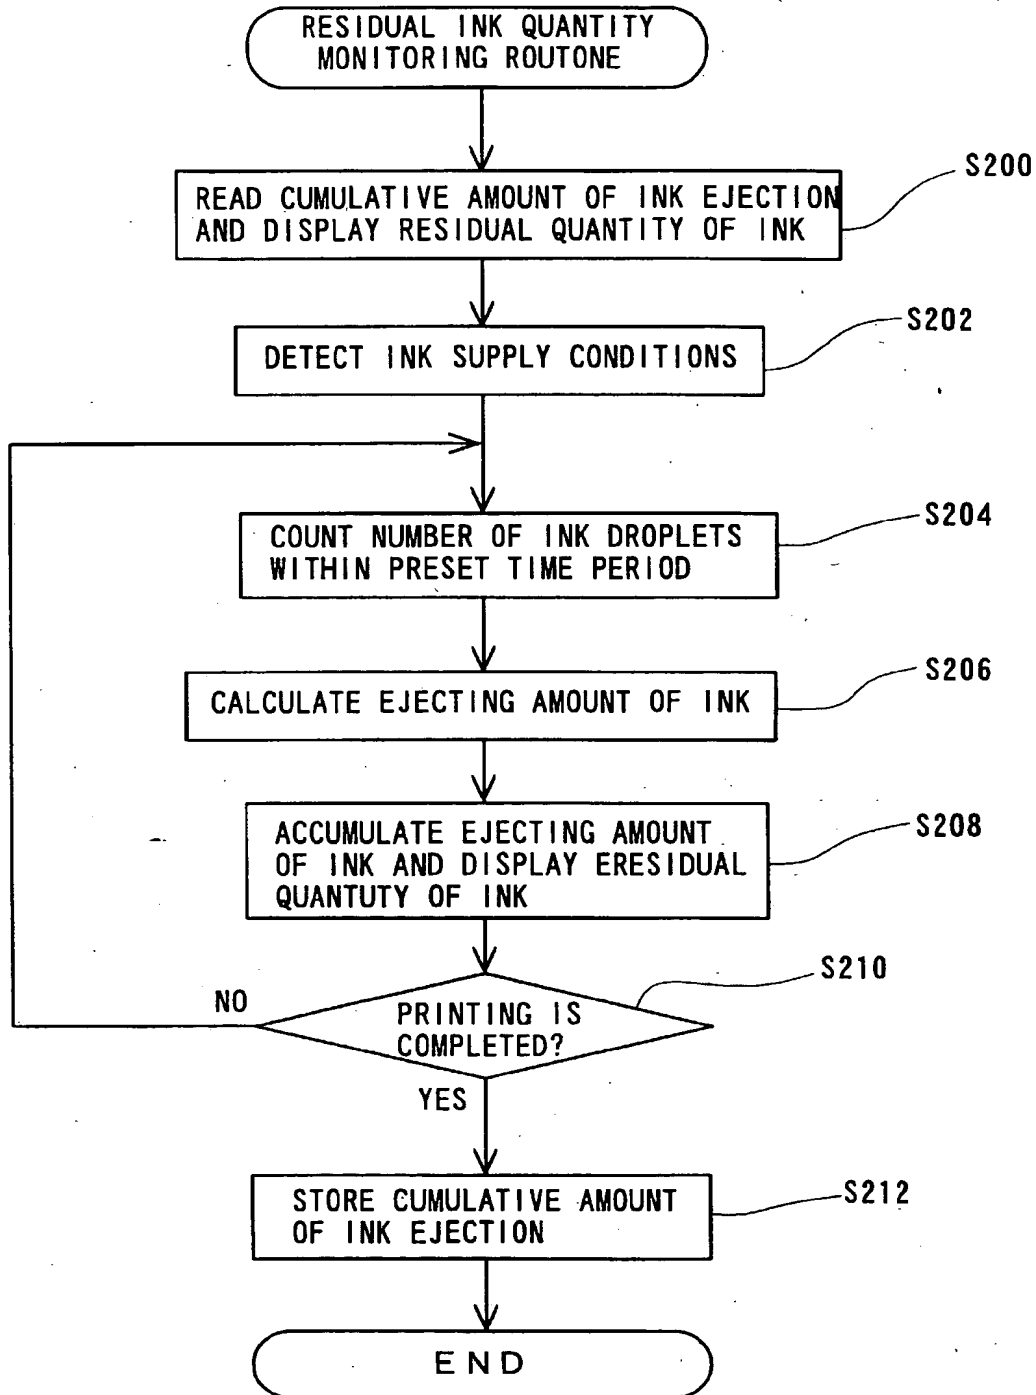 RESIDUAL INK QUANTITY
MONITORING ROUTONE
S200
READ CUMULATIVE AMOUNT OF INK EJECTION
AND DISPLAY RESIDUAL QUANTITY OF INK
S202
DETECT INK SUPPLY CONDITIONS
S204
COUNT NUMBER OF INK DROPLETS
WITHIN PRESET TIME PERIOD
S206
CALCULATE EJECTING AMOUNT OF INK
S208
ACCUMULATE EJECTING AMOUNT
OF INK AND DISPLAY ERESIDUAL
QUANTUTY OF INK
S210
NO
PRINTING IS
COMPLETED?
YES
S212
STORE CUMULATIVE AMOUNT
OF INK EJECTION
END